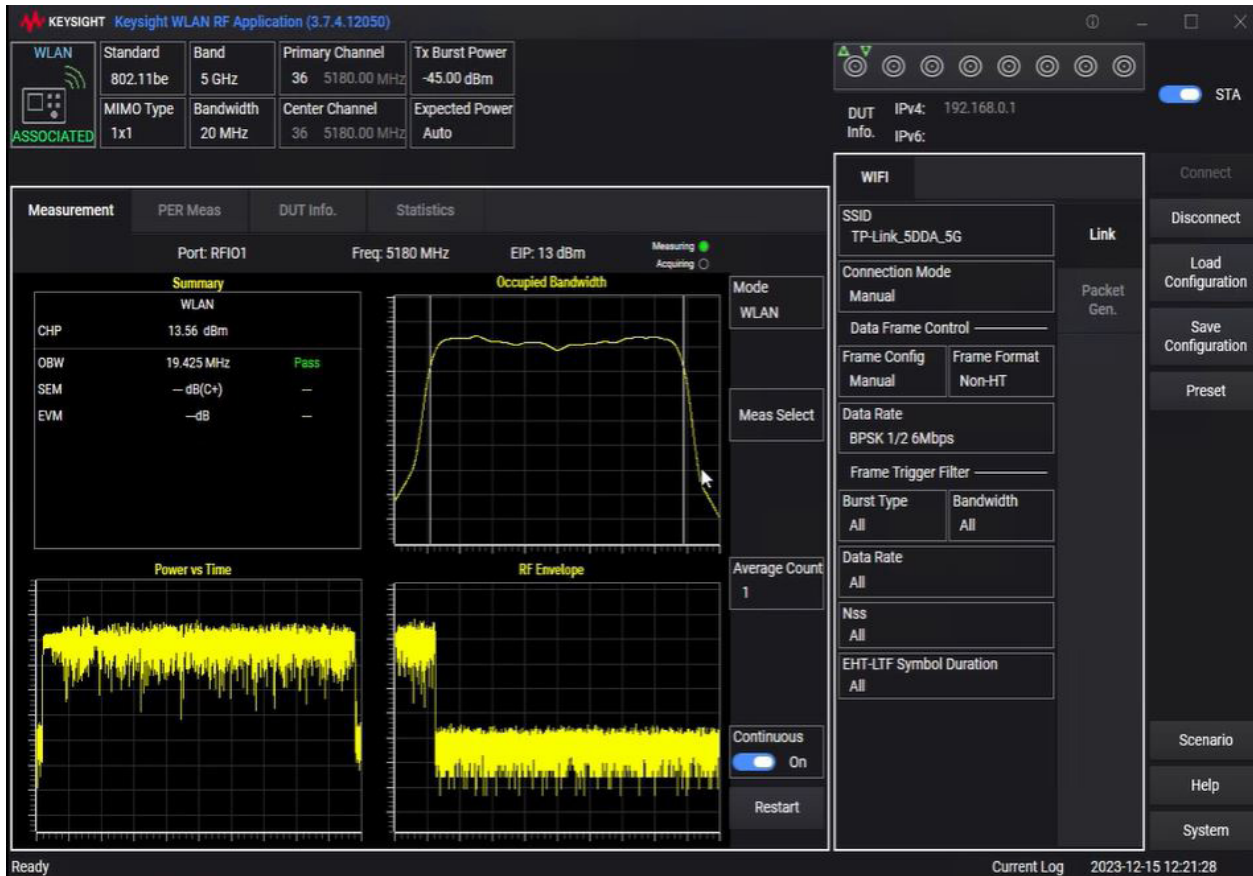 KEYSIGHT Keysight WLAN RF Application (3.7.4.12050)
WLAN
ASSOCIATED
Standard
802.11be
Band
5 GHz
Primary Channel
36 5180.00 MHz
Tx Burst Power
-45.00 dBm
MIMO Type
1x1
Bandwidth
20 MHz
Center Channel
36 5180.00 MHz
Expected Power
Auto
DUT Info.
IPv4: 192.168.0.1
IPv6:
STA
Measurement PER Meas DUT Info. Statistics
Port: RFIO1 Freq: 5180 MHz EIP: 13 dBm
Measuring
Acquiring
Summary
WLAN
CHP 13.56 dBm
OBW 19.425 MHz Pass
SEM --- dB(C+) ---
EVM ---dB ---
Occupied Bandwidth
Power vs Time
RF Envelope
Mode
WLAN
Meas Select
Average Count
1
Continuous
On
Restart
WIFI
SSID
TP-Link_5DDA_5G
Connection Mode
Manual
Data Frame Control
Frame Config
Manual
Frame Format
Non-HT
Data Rate
BPSK 1/2 6Mbps
Frame Trigger Filter
Burst Type
All
Bandwidth
All
Data Rate
All
Nss
All
EHT-LTF Symbol Duration
All
Link
Packet
Gen.
Connect
Disconnect
Load
Configuration
Save
Configuration
Preset
Scenario
Help
System
Ready
Current Log 2023-12-15 12:21:28